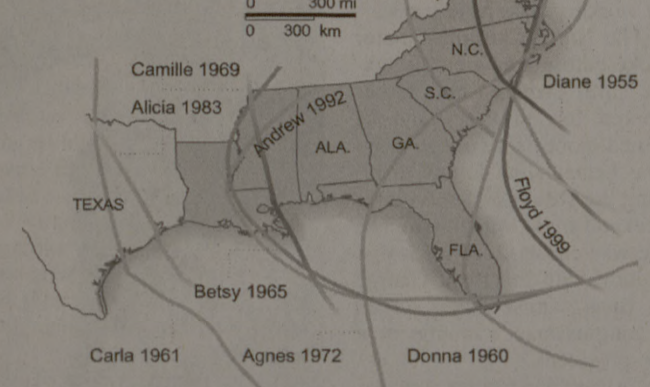 0 300 mi
0 300 km
N.C.
Camille 1969
Diane 1955
Alicia 1983
S.C.
Andrew 1992
ALA.
GA.
TEXAS
Floyd 1999
FLA.
Betsy 1965
Carla 1961
Agnes 1972
Donna 1960